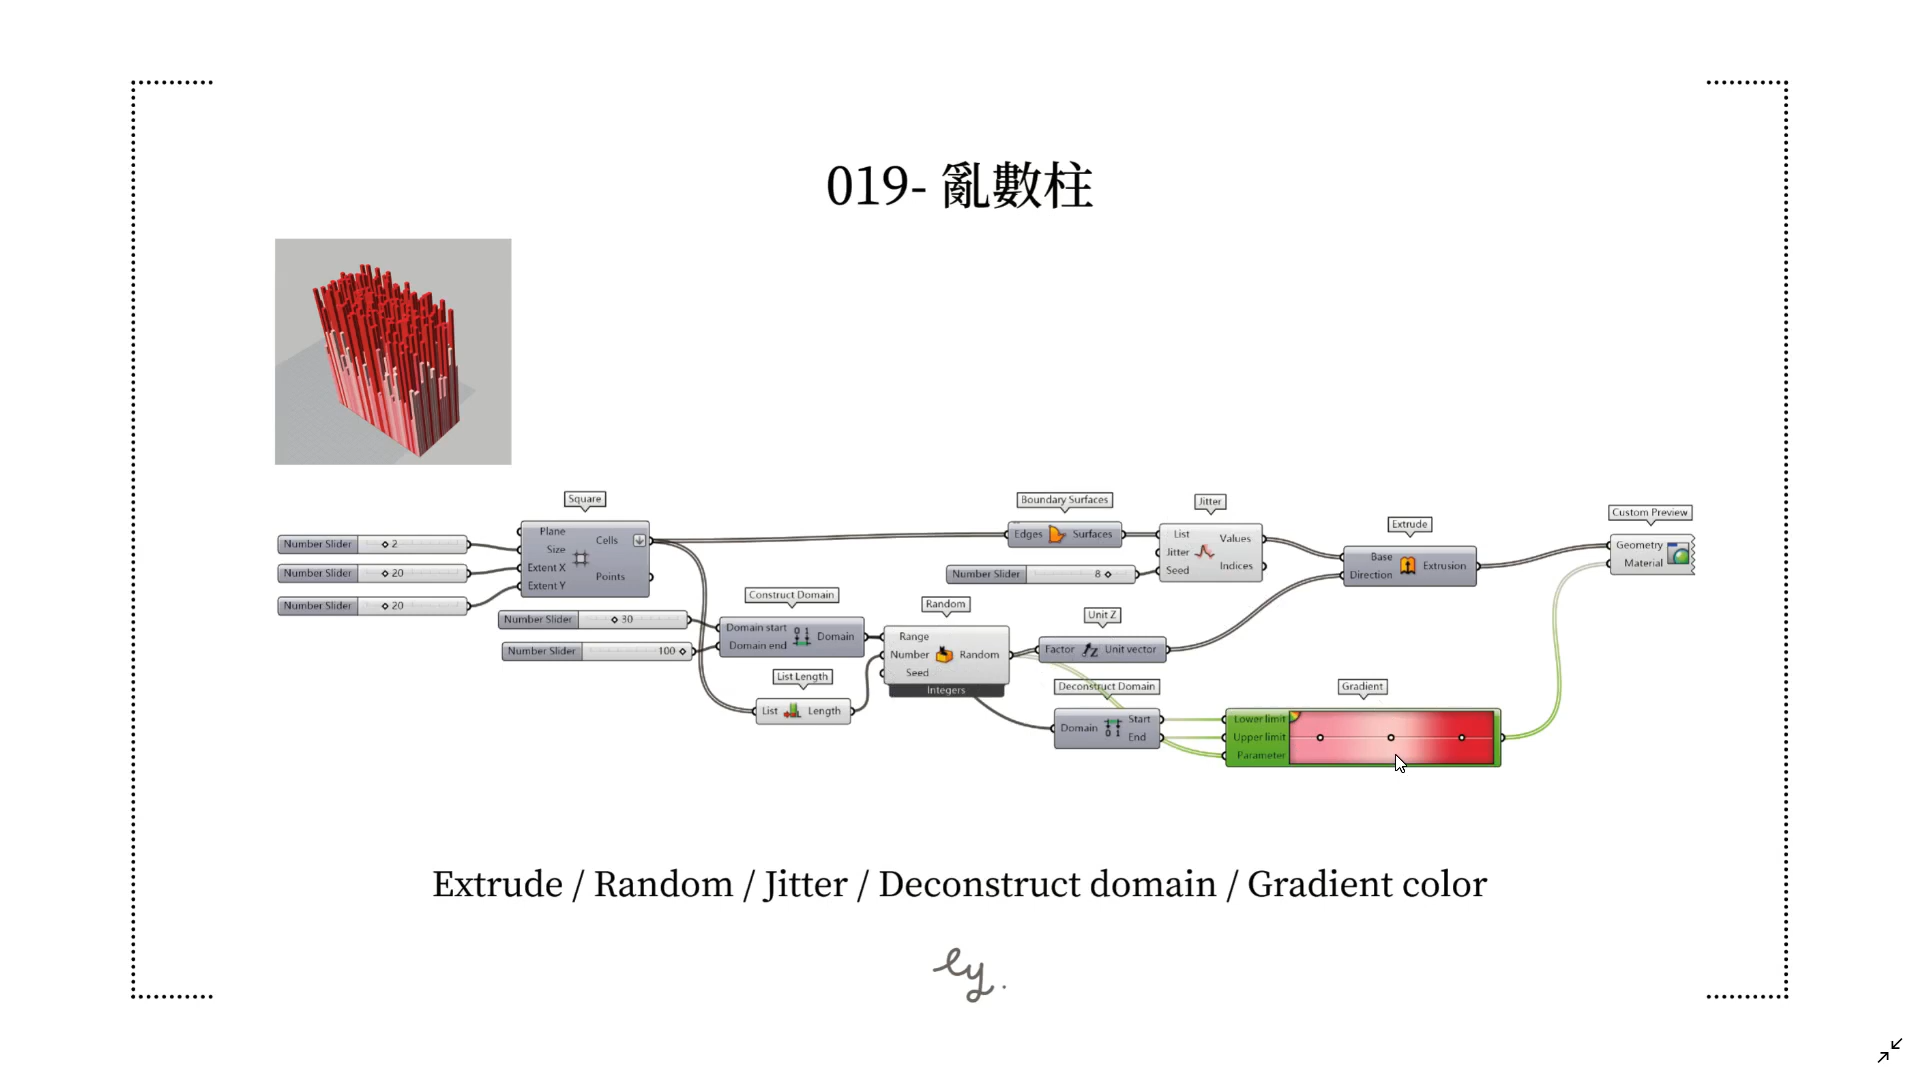 019- 亂數柱
Square
Boundary Surfaces
Jitter
Custom Preview
Extrude
Plane
Size
Extent X
Extent Y
Cells
Points
Number Slider 2
Number Slider 20
Number Slider 20
Edges Surfaces
List
Jitter
Seed
Values
Indices
Number Slider 8
Base
Direction
Extrusion
Geometry
Material
Construct Domain
Random
Unit Z
Number Slider 30
Number Slider 100
Domain start
Domain end
0 1
Domain
Range
Number
Seed
Random
Integers
Factor Z Unit vector
List Length
List Length
Deconstruct Domain
Domain
0 1
Start
End
Gradient
Lower limit
Upper limit
Parameter
Extrude / Random / Jitter / Deconstruct domain / Gradient color
ly.